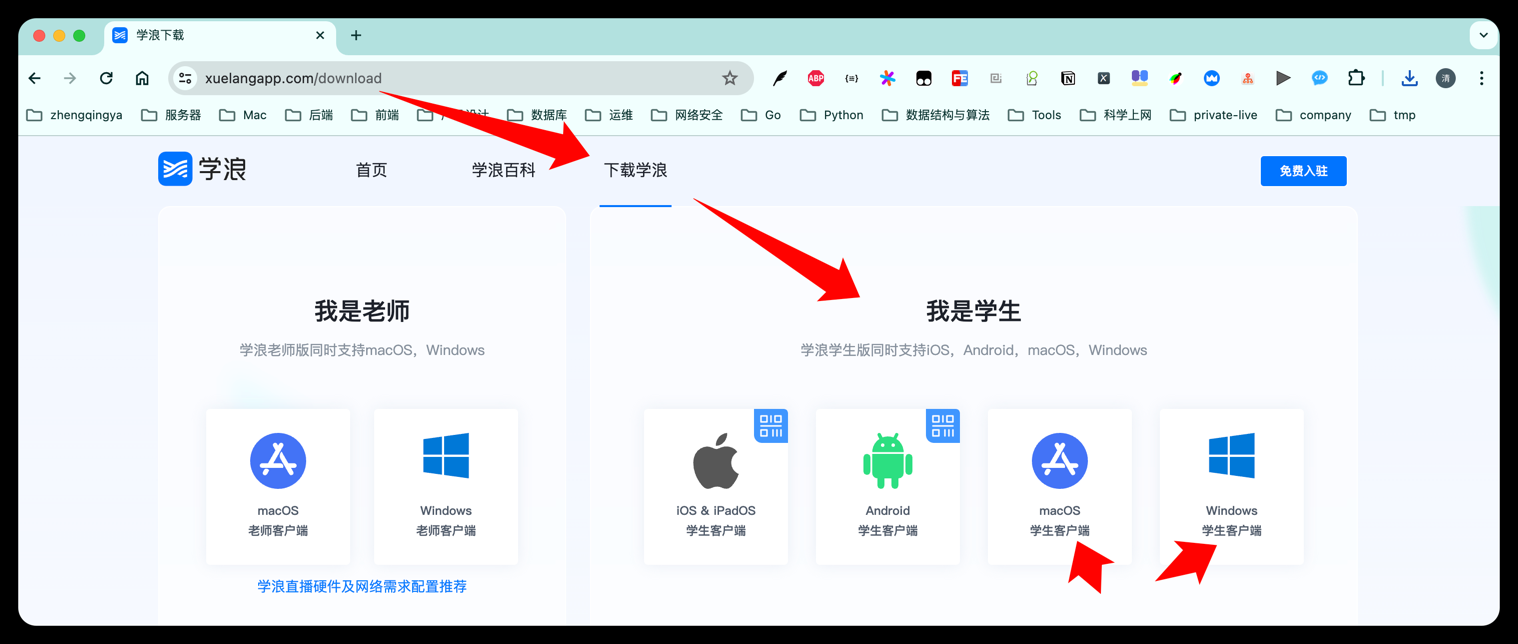 学浪下载
xuelangapp.com/download
ABP
清
zhengqingya
服务器
Mac
后端
前端
数据库
运维
网络安全
Go
Python
数据结构与算法
Tools
科学上网
private-live
company
tmp
学浪
首页
学浪百科
下载学浪
免费入驻
我是老师
学浪老师版同时支持macOS，Windows
mincOS
老师客户端
Windows
老师客户端
学浪直播硬件及网络需求配置推荐
我是学生
学浪学生版同时支持iOS，Android，macOS，Windows
iOS & iPadOS
学生客户端
Android
学生客户端
macOS
学生客户端
Windows
学生客户端